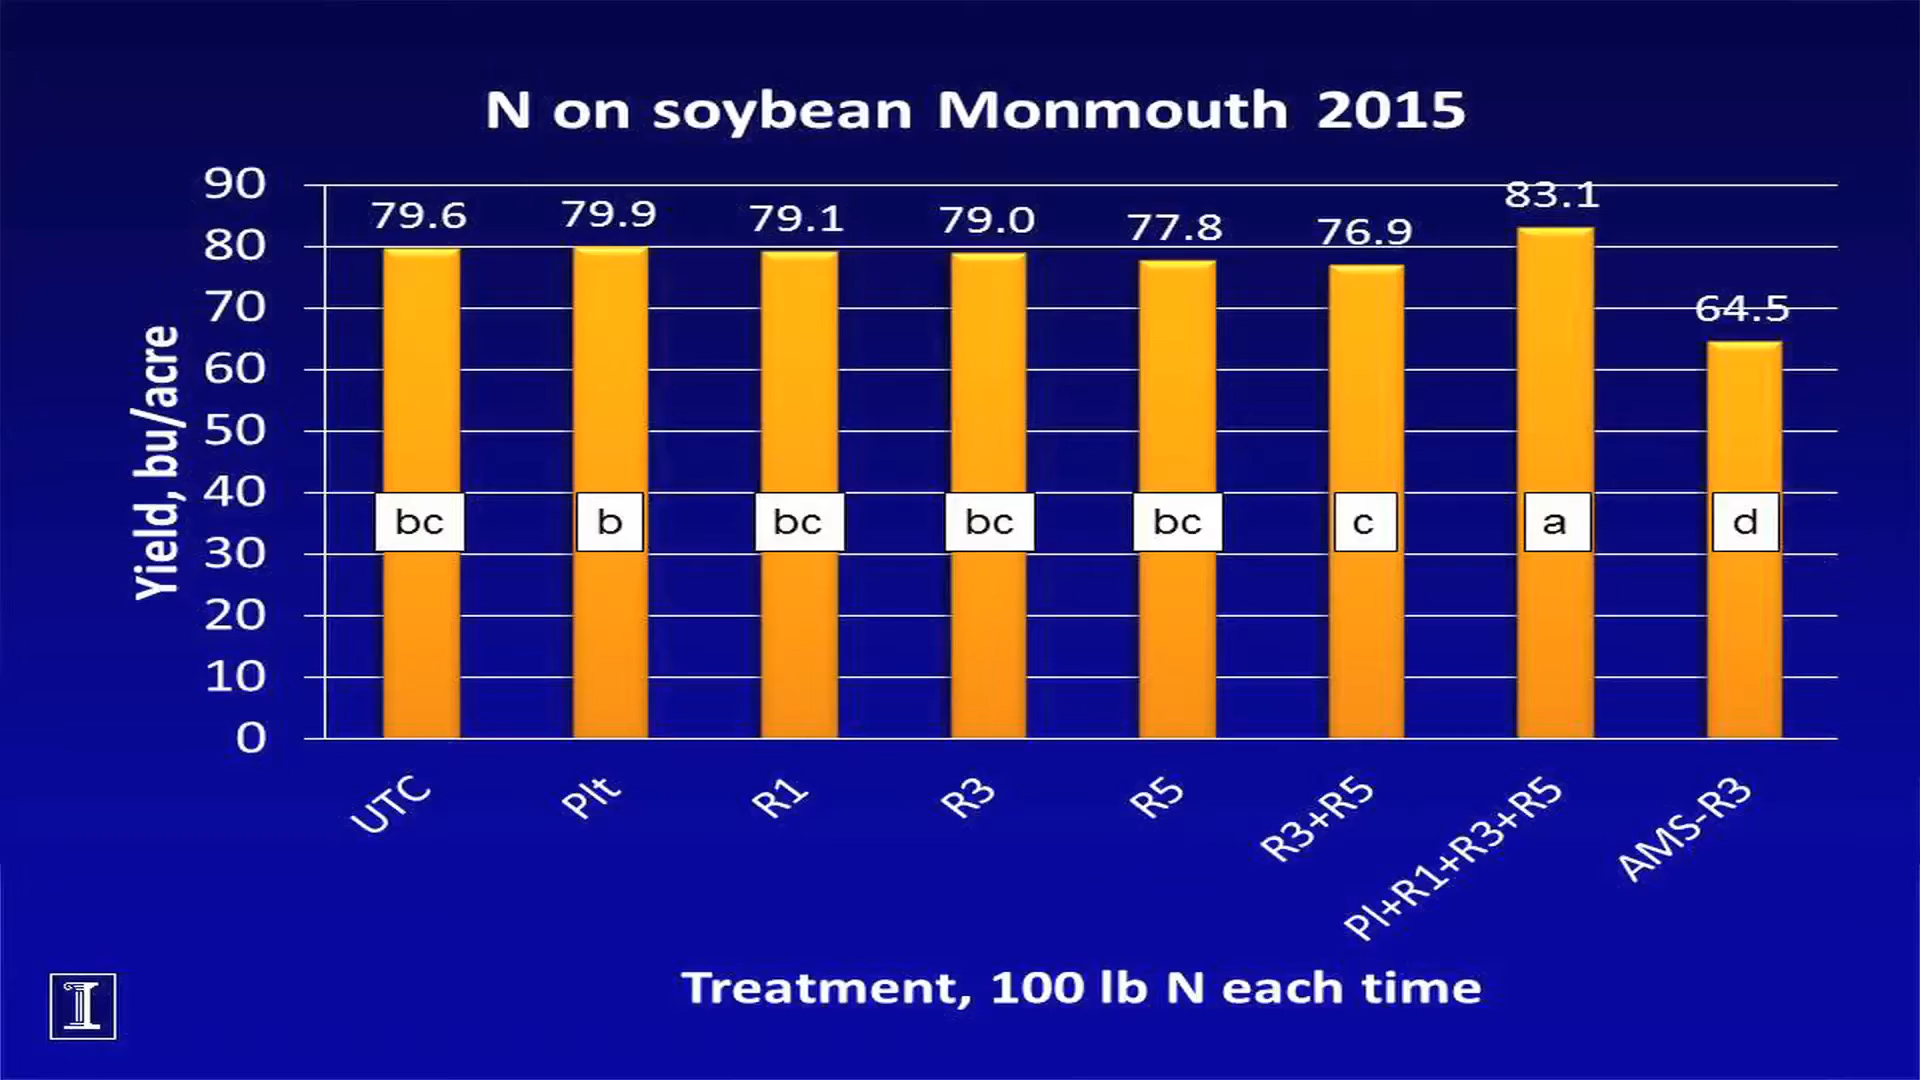 N on soybean Monmouth 2015
Yield, bu/acre
90
80
70
60
50
40
30
20
10
0
79.6
79.9
79.1
79.0
77.8
76.9
83.1
64.5
bc
b
bc
bc
bc
c
a
d
UTC
Plt
R1
R3
R5
R3+R5
Pl+R1+R3+R5
AMS-R3
Treatment, 100 lb N each time
I